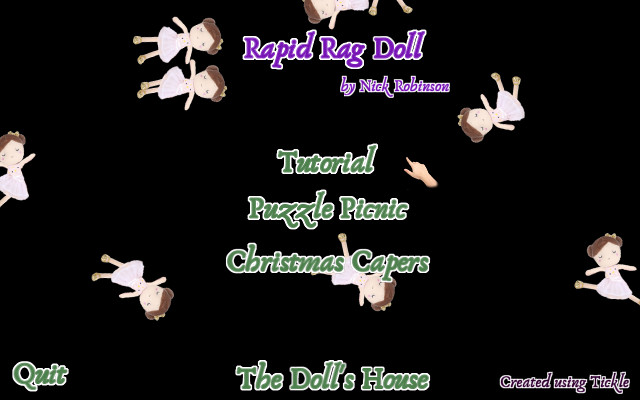 Rapid Rag Doll
by Nick Robinson
Tutorial
Puzzle Picnic
Christmas Capers
Quit
The Doll's House
Created using Tickle